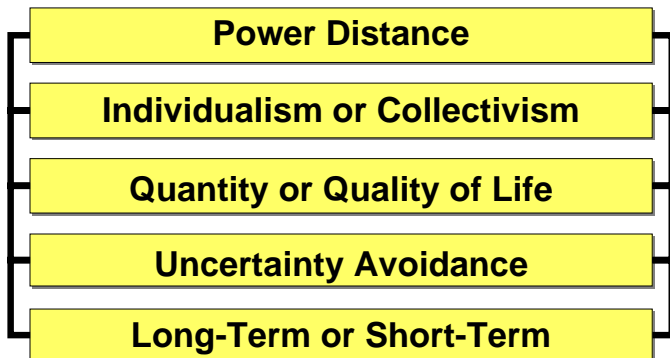 Power Distance
Individualism or Collectivism
Quantity or Quality of Life
Uncertainty Avoidance
Long-Term or Short-Term